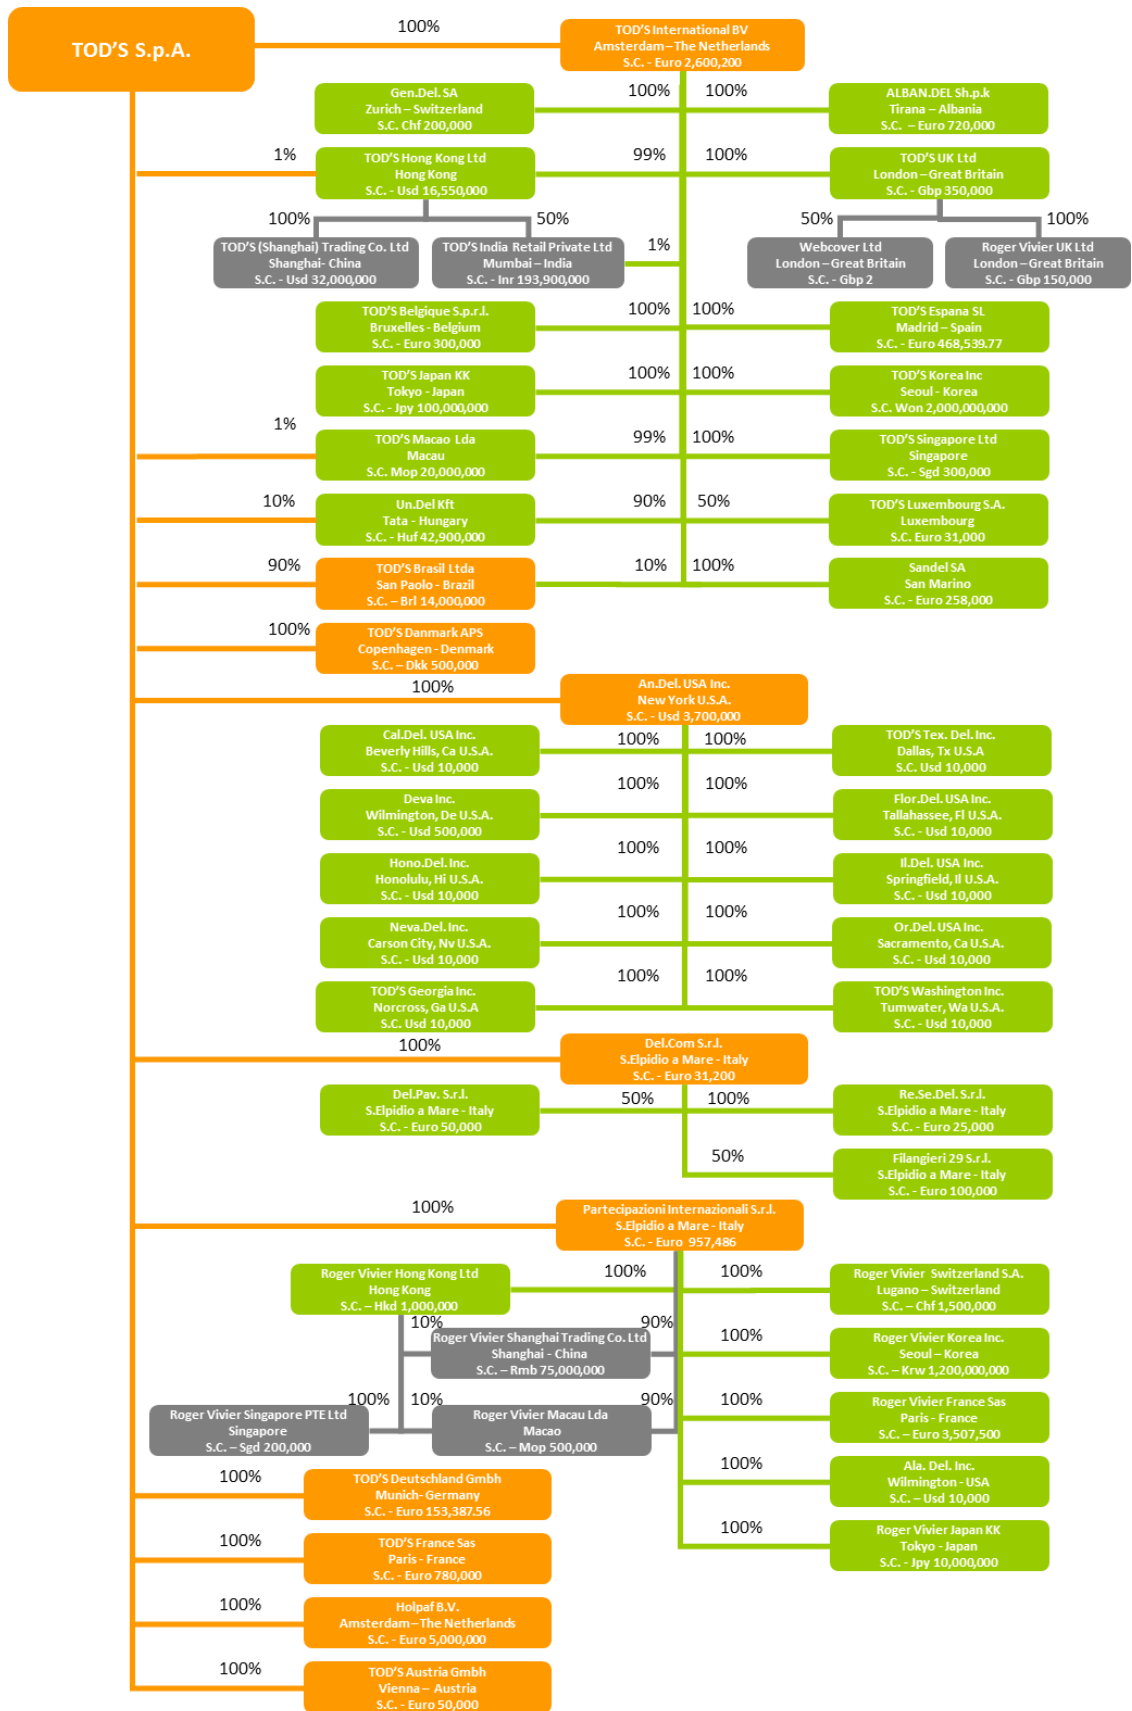 TOD'S S.p.A.
100%
TOD'S International BV
Amsterdam – The Netherlands
S.C. - Euro 2,600,200
Gen.Del. SA
Zurich – Switzerland
S.C. Chf 200,000
100%
100%
ALBAN.DEL Sh.p.k
Tirana – Albania
S.C. – Euro 720,000
1%
TOD'S Hong Kong Ltd
Hong Kong
S.C. - Usd 16,550,000
99%
100%
TOD'S UK Ltd
London – Great Britain
S.C. - Gbp 350,000
100%
50%
50%
100%
TOD'S (Shanghai) Trading Co. Ltd
Shanghai- China
S.C. - Usd 32,000,000
TOD'S India Retail Private Ltd
Mumbai – India
S.C. - Inr 193,900,000
1%
Webcover Ltd
London – Great Britain
S.C. - Gbp 2
Roger Vivier UK Ltd
London – Great Britain
S.C. - Gbp 150,000
TOD'S Belgique S.p.r.l.
Bruxelles - Belgium
S.C. - Euro 300,000
100%
100%
TOD'S Espana SL
Madrid – Spain
S.C. - Euro 468,539.77
TOD'S Japan KK
Tokyo - Japan
S.C. - Jpy 100,000,000
100%
100%
TOD'S Korea Inc
Seoul - Korea
S.C. Won 2,000,000,000
1%
TOD'S Macao Lda
Macau
S.C. Mop 20,000,000
99%
100%
TOD'S Singapore Ltd
Singapore
S.C. - Sgd 300,000
10%
Un.Del Kft
Tata - Hungary
S.C. - Huf 42,900,000
90%
50%
TOD'S Luxembourg S.A.
Luxembourg
S.C. Euro 31,000
90%
TOD'S Brasil Ltda
San Paolo - Brazil
S.C. – Brl 14,000,000
10%
100%
Sandel SA
San Marino
S.C. - Euro 258,000
100%
TOD'S Danmark APS
Copenhagen - Denmark
S.C. – Dkk 500,000
100%
An.Del. USA Inc.
New York U.S.A.
S.C. - Usd 3,700,000
Cal.Del. USA Inc.
Beverly Hills, Ca U.S.A.
S.C. - Usd 10,000
100%
100%
TOD'S Tex. Del. Inc.
Dallas, Tx U.S.A
S.C. Usd 10,000
Deva Inc.
Wilmington, De U.S.A.
S.C. - Usd 500,000
100%
100%
Flor.Del. USA Inc.
Tallahassee, Fl U.S.A.
S.C. - Usd 10,000
Hono.Del. Inc.
Honolulu, Hi U.S.A.
S.C. - Usd 10,000
100%
100%
Il.Del. USA Inc.
Springfield, Il U.S.A.
S.C. - Usd 10,000
Neva.Del. Inc.
Carson City, Nv U.S.A.
S.C. - Usd 10,000
100%
100%
Or.Del. USA Inc.
Sacramento, Ca U.S.A.
S.C. - Usd 10,000
TOD'S Georgia Inc.
Norcross, Ga U.S.A
S.C. Usd 10,000
100%
100%
TOD'S Washington Inc.
Tumwater, Wa U.S.A.
S.C. - Usd 10,000
100%
Del.Com S.r.l.
S.Elpidio a Mare - Italy
S.C. - Euro 31,200
Del.Pav. S.r.l.
S.Elpidio a Mare - Italy
S.C. - Euro 50,000
50%
100%
Re.Se.Del. S.r.l.
S.Elpidio a Mare - Italy
S.C. - Euro 25,000
50%
Filangieri 29 S.r.l.
S.Elpidio a Mare - Italy
S.C. - Euro 100,000
100%
Partecipazioni Internazionali S.r.l.
S.Elpidio a Mare - Italy
S.C. - Euro 957,486
Roger Vivier Hong Kong Ltd
Hong Kong
S.C. – Hkd 1,000,000
100%
100%
Roger Vivier Switzerland S.A.
Lugano – Switzerland
S.C. – Chf 1,500,000
10%
90%
Roger Vivier Shanghai Trading Co. Ltd
Shanghai - China
S.C. – Rmb 75,000,000
100%
Roger Vivier Korea Inc.
Seoul – Korea
S.C. – Krw 1,200,000,000
100%
10%
90%
Roger Vivier Singapore PTE Ltd
Singapore
S.C. – Sgd 200,000
Roger Vivier Macau Lda
Macao
S.C. – Mop 500,000
100%
Roger Vivier France Sas
Paris - France
S.C. – Euro 3,507,500
100%
Ala. Del. Inc.
Wilmington - USA
S.C. – Usd 10,000
100%
TOD'S Deutschland Gmbh
Munich- Germany
S.C. - Euro 153,387.56
100%
Roger Vivier Japan KK
Tokyo - Japan
S.C. - Jpy 10,000,000
100%
TOD'S France Sas
Paris - France
S.C. - Euro 780,000
100%
Holpaf B.V.
Amsterdam – The Netherlands
S.C. - Euro 5,000,000
100%
TOD'S Austria Gmbh
Vienna – Austria
S.C. - Euro 50,000